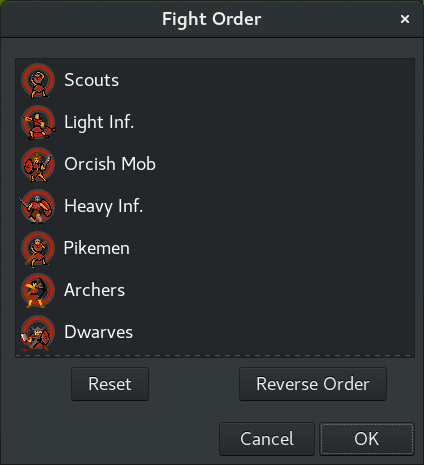 Fight Order
Scouts
Light Inf.
Orcish Mob
Heavy Inf.
Pikemen
Archers
Dwarves
Reset
Reverse Order
Cancel
OK